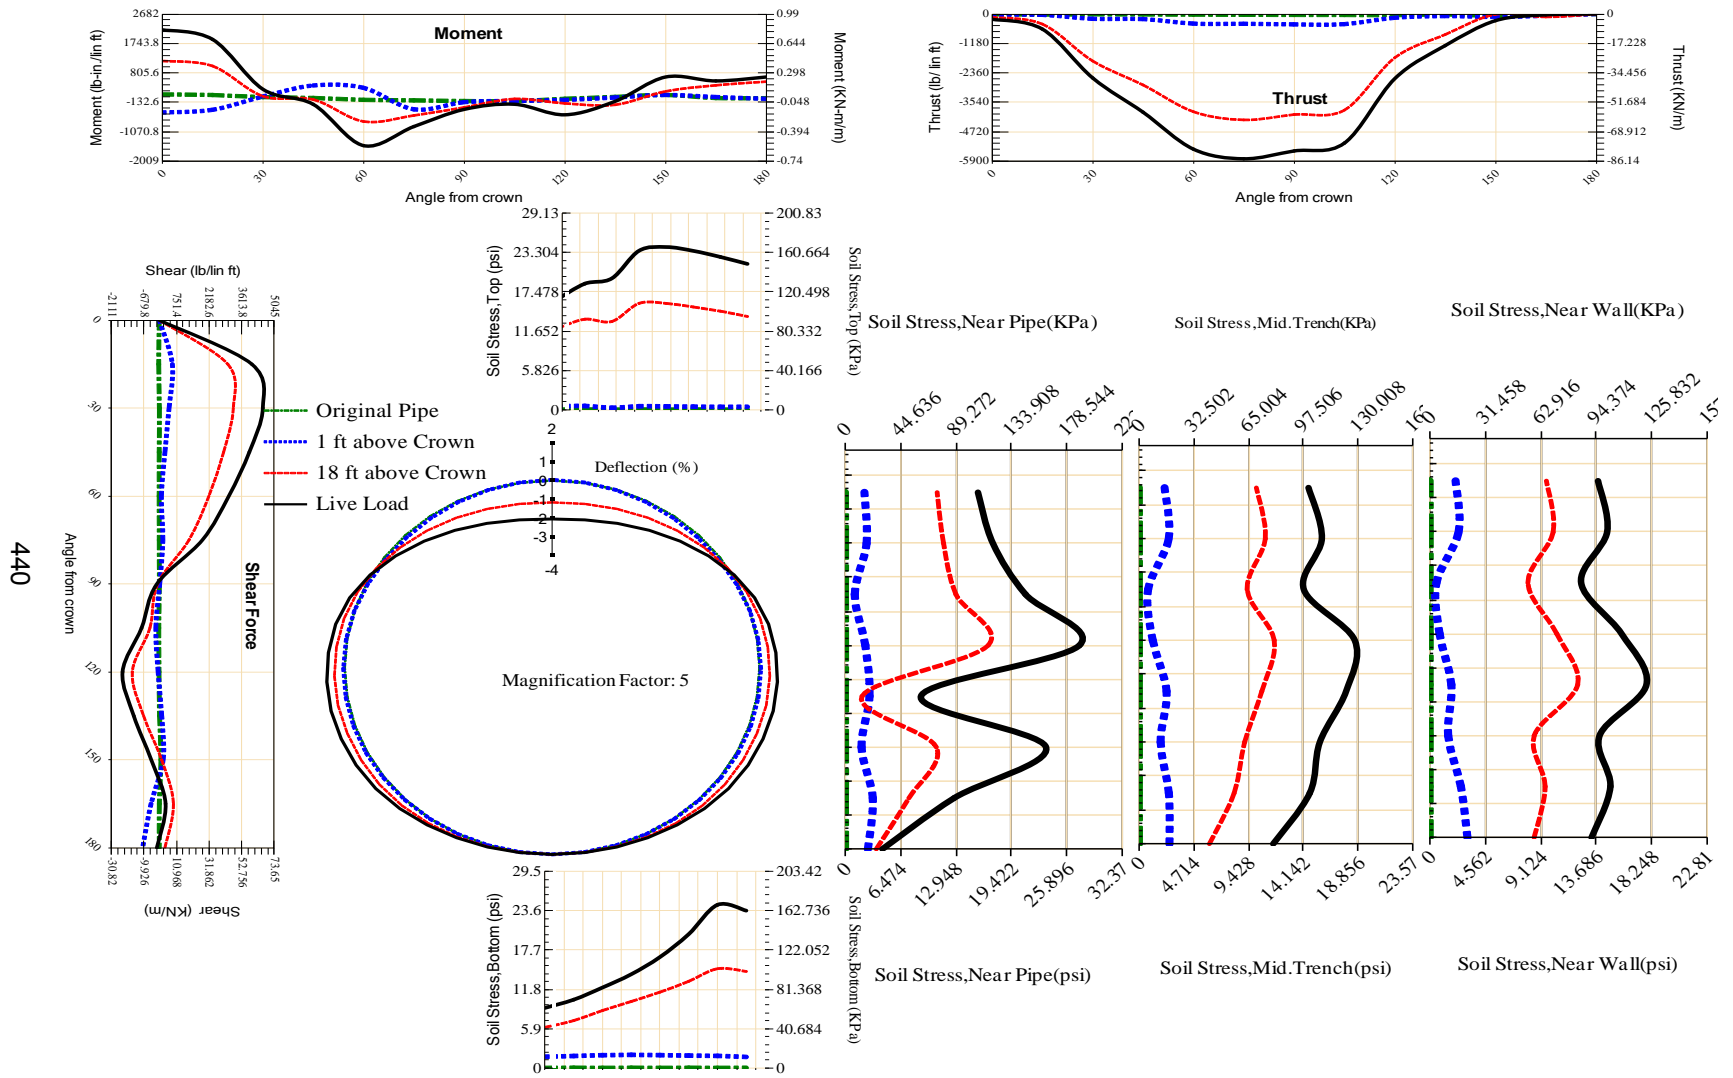 Moment
Moment (lb-in./lin ft)
2682
1743.8
805.6
-132.6
-1070.8
-2009
0.99
0.644
0.298
-0.048
-0.394
-0.74
Moment (KN-m/m)
0 30 60 90 120 150 180
Angle from crown
Thrust
Thrust (lb/ lin ft)
0
-1180
-2360
-3540
-4720
-5900
0
-17.228
-34.456
-51.684
-68.912
-86.14
Thrust (KN/m)
0 30 60 90 120 150 180
Angle from crown
Soil Stress,Top (psi)
29.13
23.304
17.478
11.652
5.826
0
200.83
160.664
120.498
80.332
40.166
0
Soil Stress,Top (KPa)
Shear (lb/lin ft)
-2111 -679.8 751.4 2182.6 3613.8 5045
0
30
60
90
120
150
180
Angle from crown
Shear Force
-30.82 -9.926 10.968 31.862 52.756 73.65
Shear (KN/m)
440
Original Pipe
1 ft above Crown
18 ft above Crown
Live Load
2
1
0
-1
-2
-3
-4
Deflection (%)
Magnification Factor: 5
Soil Stress,Bottom (psi)
29.5
23.6
17.7
11.8
5.9
0
203.42
162.736
122.052
81.368
40.684
0
Soil Stress,Bottom (KPa)
Soil Stress,Near Pipe(KPa)
0 44.636 89.272 133.908 178.544
0 6.474 12.948 19.422 25.896 32.37
Soil Stress,Near Pipe(psi)
Soil Stress,Mid.Trench(KPa)
0 32.502 65.004 97.506 130.008
0 4.714 9.428 14.142 18.856 23.57
Soil Stress,Mid.Trench(psi)
Soil Stress,Near Wall(KPa)
0 31.458 62.916 94.374 125.832
0 4.562 9.124 13.686 18.248 22.81
Soil Stress,Near Wall(psi)